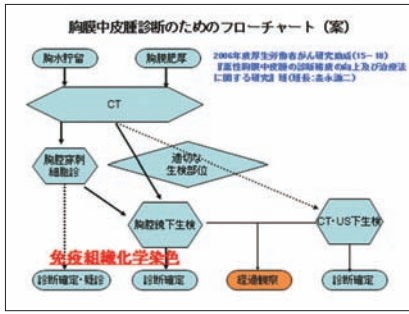 胸膜中皮腫診断のためのフローチャート（案）
胸水貯留
胸膜肥厚
2006年度厚生労働省がん研究助成（15－10）
『悪性胸膜中皮腫の診断精度の向上及び治療法
に関する研究』班（班長：
CT
胸腔穿刺
細胞診
適切な
生検部位
胸腔鏡下生検
CT・US下生検
免疫組織化学染色
診断確定・疑診
診断確定
経過観察
診断確定